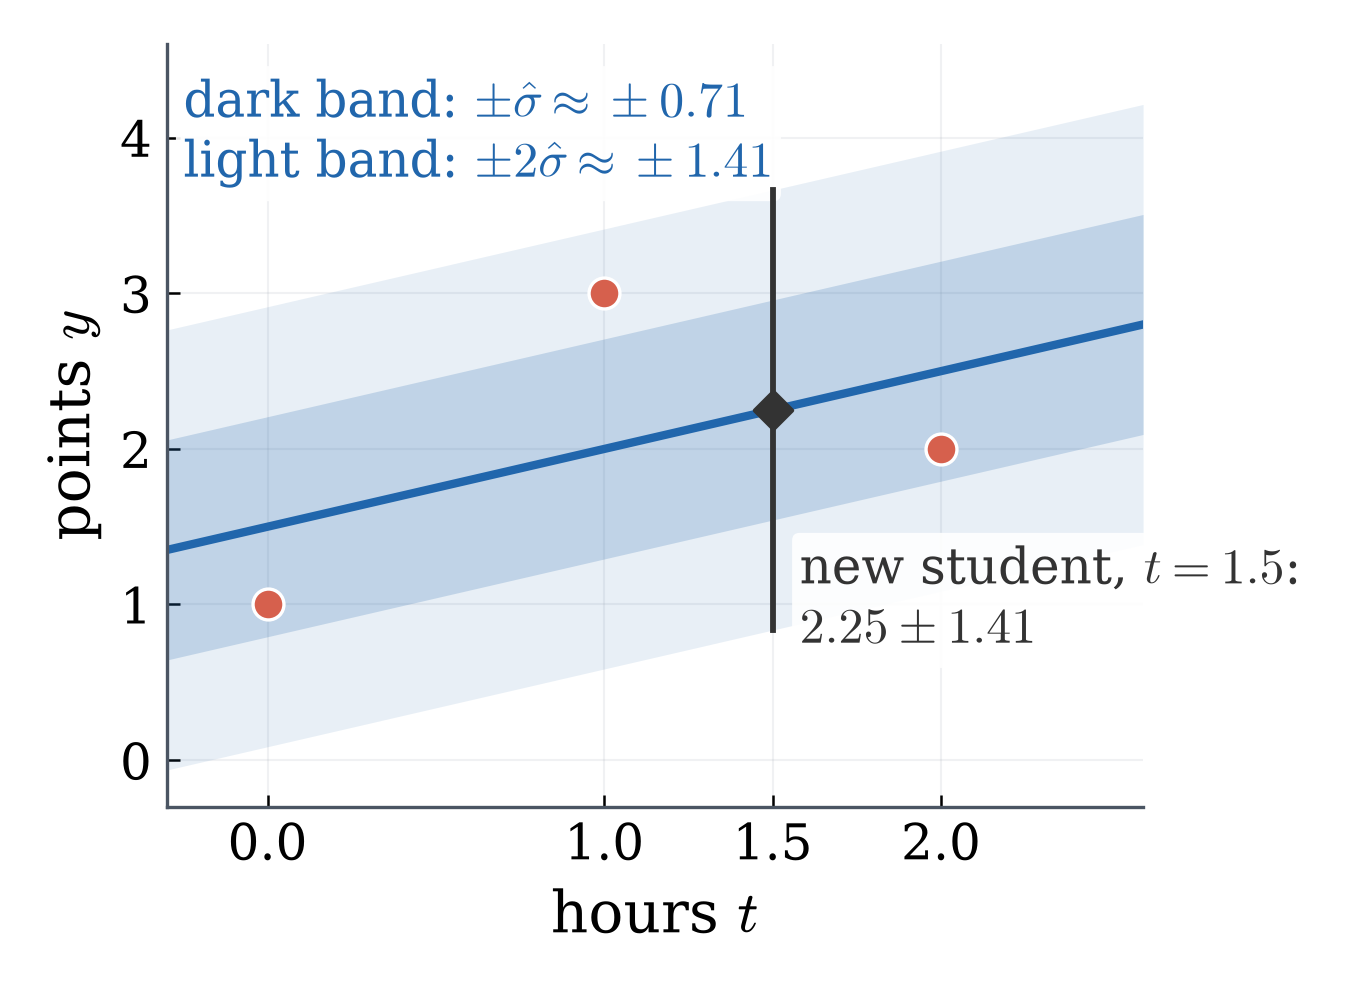 dark band: ±σ̂ ≈ ± 0.71
light band: ±2σ̂ ≈ ± 1.41
4
3
2
1
0
points y
new student, t = 1.5:
2.25 ± 1.41
0.0 1.0 1.5 2.0
hours t